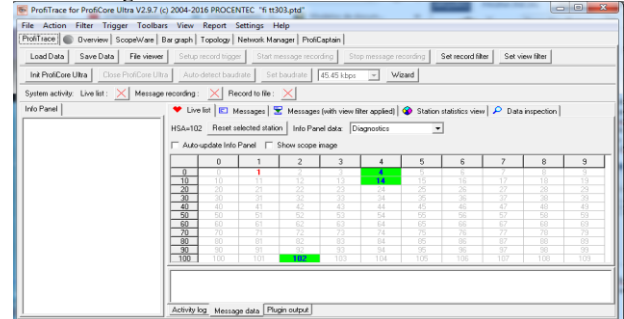 ProfiTrace for ProfiCore Ultra V2.9.7 (c) 2004-2016 PROCENTEC "fi tt303.ptd"
File Action Filter Trigger Toolbars View Report Settings Help
ProfiTrace Overview ScopeWare Bar graph Topology Network Manager ProfiCaptain
Load Data Save Data File viewer Setup record trigger Start message recording Stop message recording Set record filter Set view filter
Init ProfiCore Ultra Close ProfiCore Ultra Auto-detect baudrate Set baudrate 45.45 kbps Wizard
System activity: Live list: Message recording: Record to file:
Info Panel Live list Messages Messages (with view filter applied) Station statistics view Data inspection
HSA=102 Reset selected station Info Panel data: Diagnostics
Auto-update Info Panel Show scope image
0 1 2 3 4 5 6 7 8 9
0 0 1 2 3 4 5 6 7 8 9
10 10 11 12 13 14 15 16 17 18 19
20 20 21 22 23 24 25 26 27 28 29
30 30 31 32 33 34 35 36 37 38 39
40 40 41 42 43 44 45 46 47 48 49
50 50 51 52 53 54 55 56 57 58 59
60 60 61 62 63 64 65 66 67 68 69
70 70 71 72 73 74 75 76 77 78 79
80 80 81 82 83 84 85 86 87 88 89
90 90 91 92 93 94 95 96 97 98 99
100 100 101 102 103 104 105 106 107 108 109
Activity log Message data Plugin output